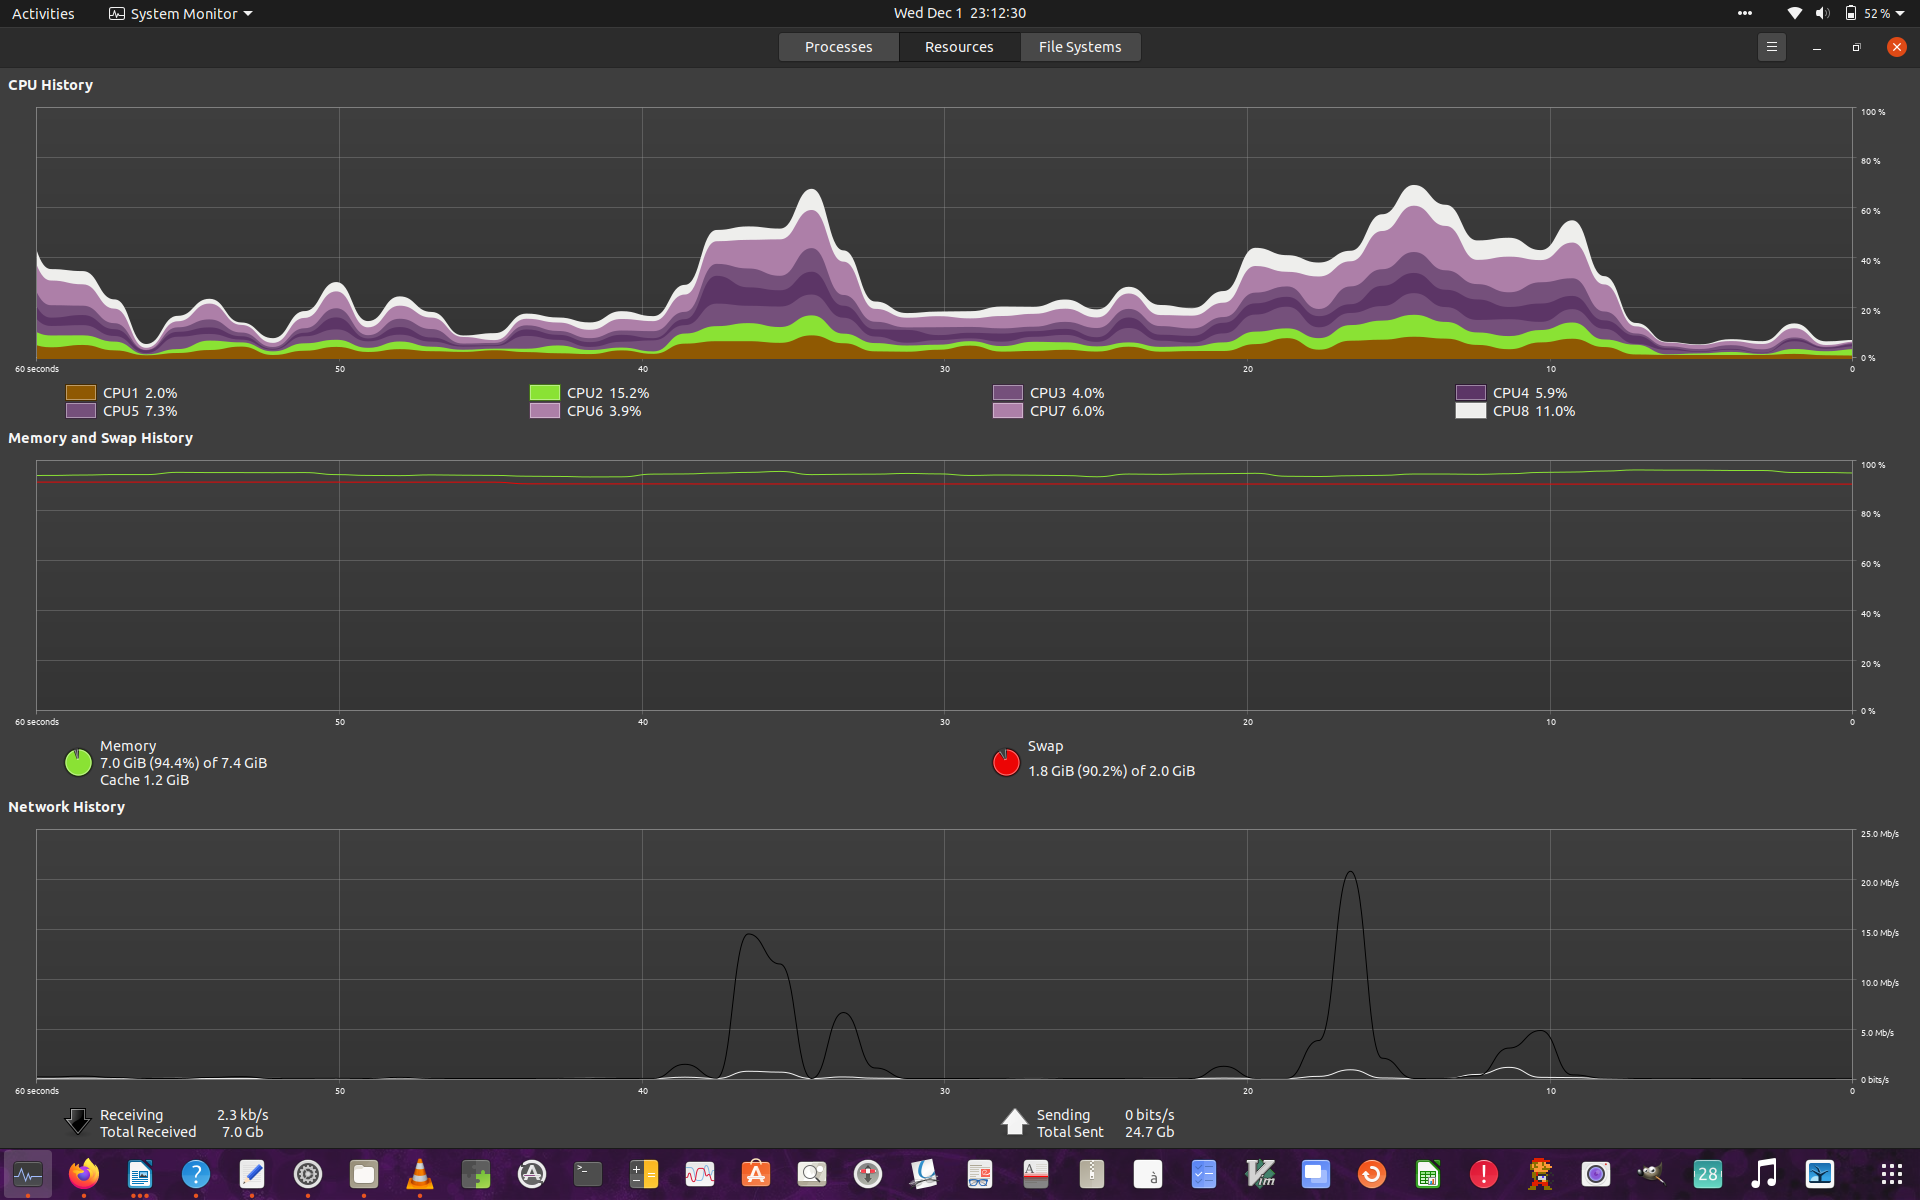 Activities System Monitor Wed Dec 1 23:12:30 52 %
Processes Resources File Systems
CPU History
100 %
80 %
60 %
40 %
20 %
0 %
60 seconds 50 40 30 20 10 0
CPU1 2.0% CPU2 15.2% CPU3 4.0% CPU4 5.9%
CPU5 7.3% CPU6 3.9% CPU7 6.0% CPU8 11.0%
Memory and Swap History
100 %
80 %
60 %
40 %
20 %
0 %
60 seconds 50 40 30 20 10 0
Memory
7.0 GiB (94.4%) of 7.4 GiB
Cache 1.2 GiB
Swap
1.8 GiB (90.2%) of 2.0 GiB
Network History
25.0 Mb/s
20.0 Mb/s
15.0 Mb/s
10.0 Mb/s
5.0 Mb/s
0 bits/s
60 seconds 50 40 30 20 10 0
Receiving 2.3 kb/s
Total Received 7.0 Gb
Sending 0 bits/s
Total Sent 24.7 Gb
? >_ A à Vim ! 28